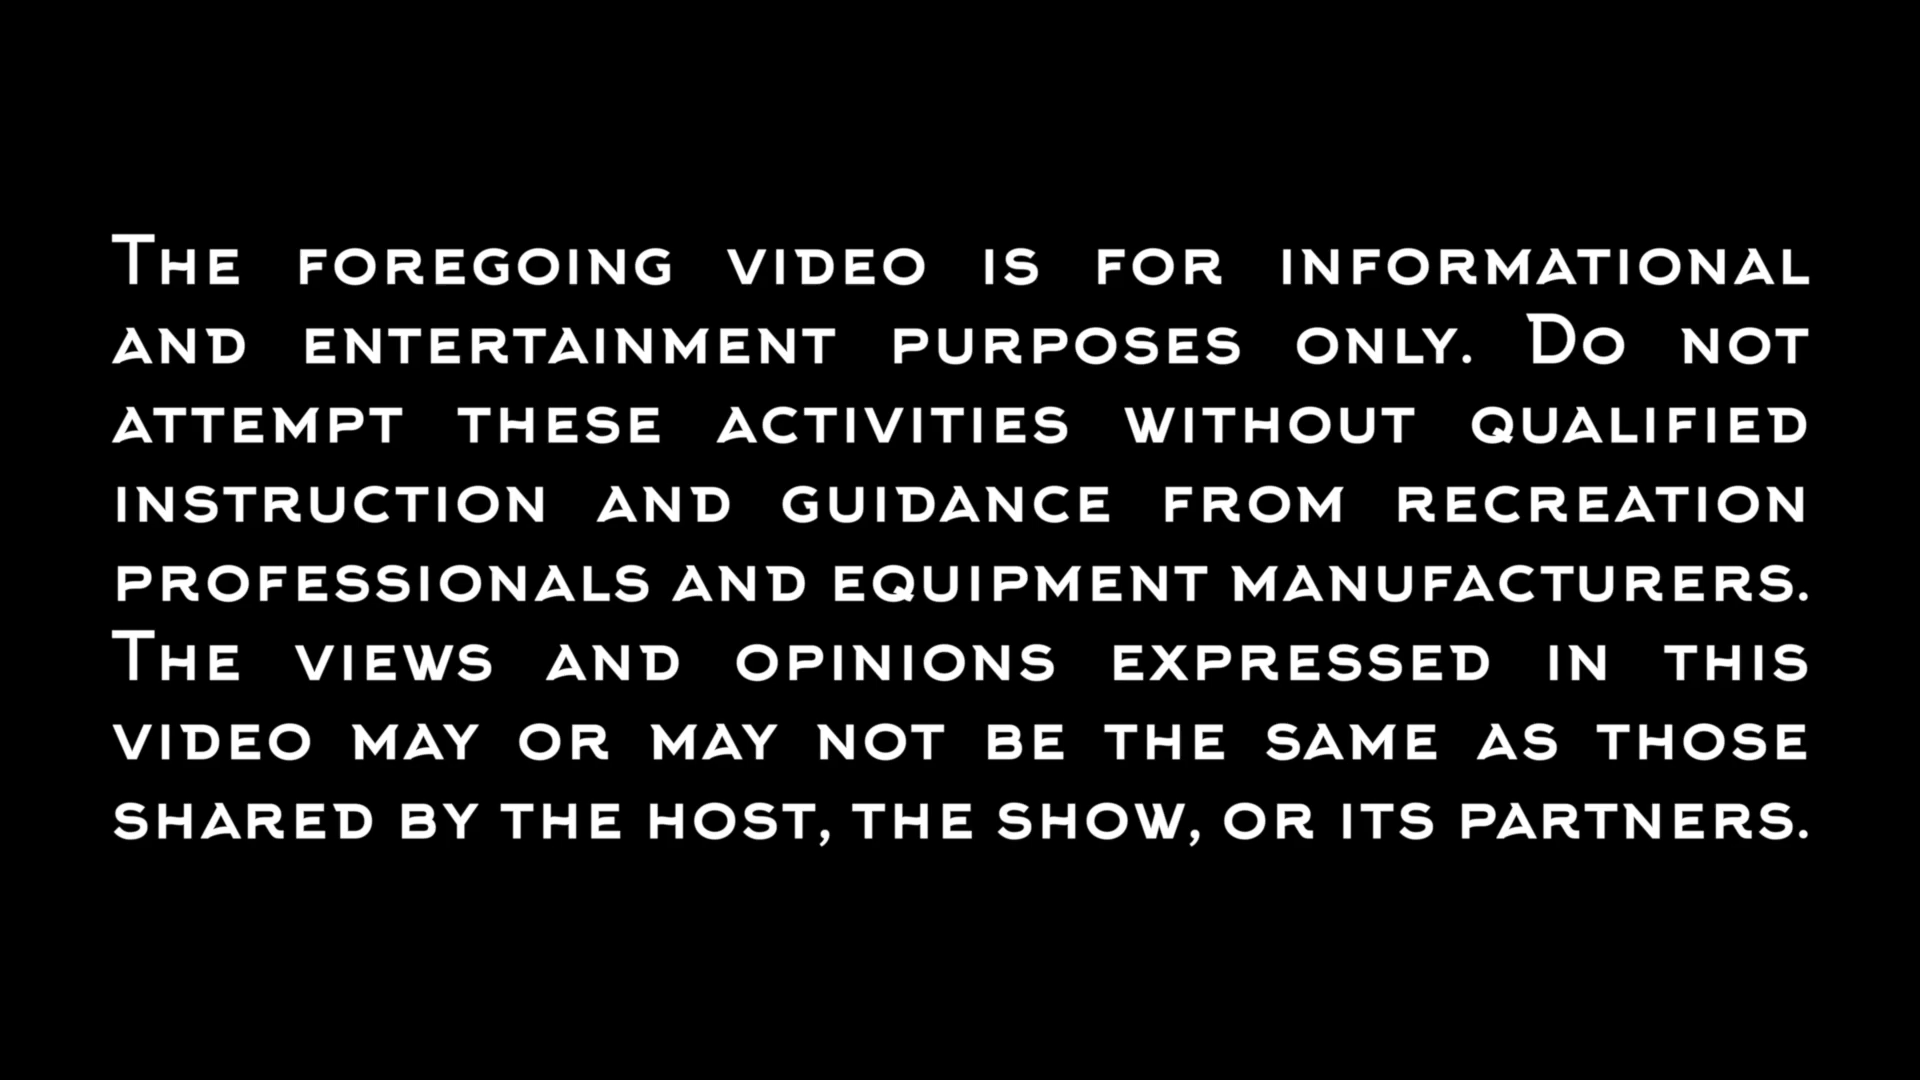 The foregoing video is for informational
and entertainment purposes only. Do not
attempt these activities without qualified
instruction and guidance from recreation
professionals and equipment manufacturers.
The views and opinions expressed in this
video may or may not be the same as those
shared by the host, the show, or its partners.